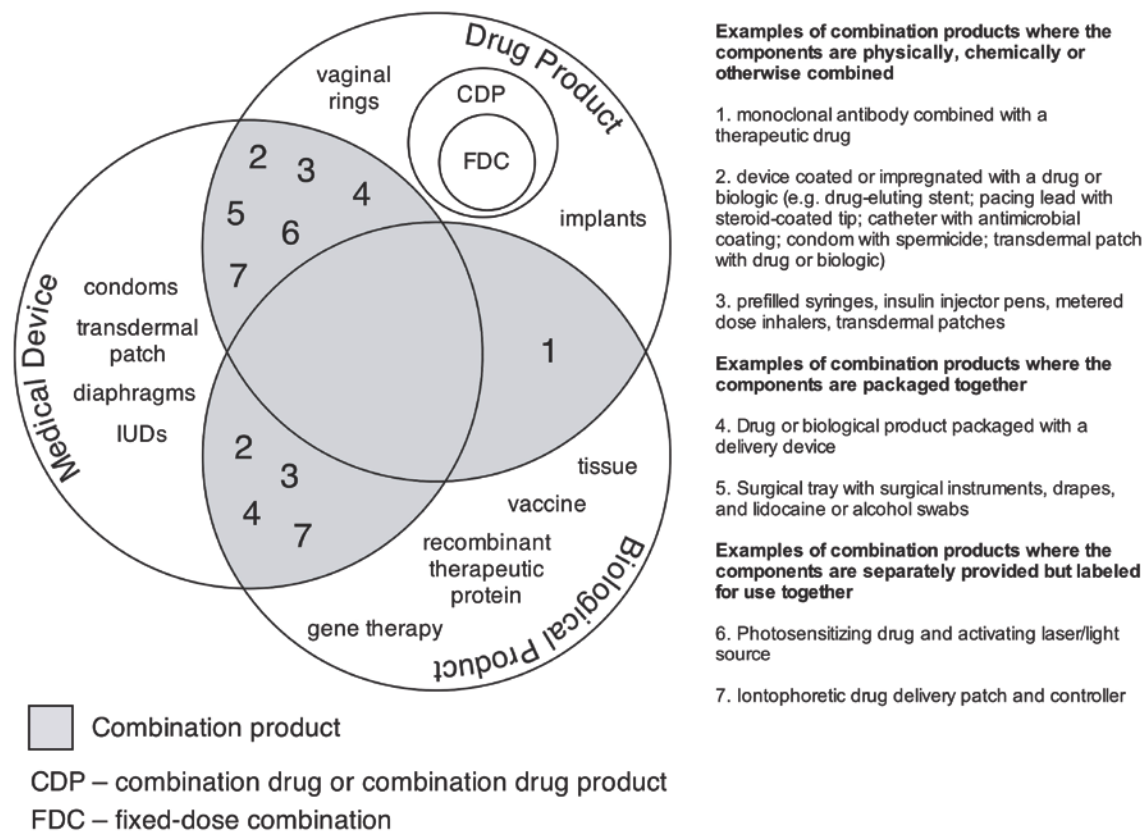 Drug Product
vaginal
rings
CDP
FDC
implants
2
3
4
5
6
7
Medical Device
condoms
transdermal
patch
diaphragms
IUDs
1
2
3
4
7
tissue
vaccine
recombinant
therapeutic
protein
gene therapy
Biological Product
Combination product
CDP – combination drug or combination drug product
FDC – fixed-dose combination
Examples of combination products where the
components are physically, chemically or
otherwise combined
1. monoclonal antibody combined with a
therapeutic drug
2. device coated or impregnated with a drug or
biologic (e.g. drug-eluting stent; pacing lead with
steroid-coated tip; catheter with antimicrobial
coating; condom with spermicide; transdermal patch
with drug or biologic)
3. prefilled syringes, insulin injector pens, metered
dose inhalers, transdermal patches
Examples of combination products where the
components are packaged together
4. Drug or biological product packaged with a
delivery device
5. Surgical tray with surgical instruments, drapes,
and lidocaine or alcohol swabs
Examples of combination products where the
components are separately provided but labeled
for use together
6. Photosensitizing drug and activating laser/light
source
7. Iontophoretic drug delivery patch and controller